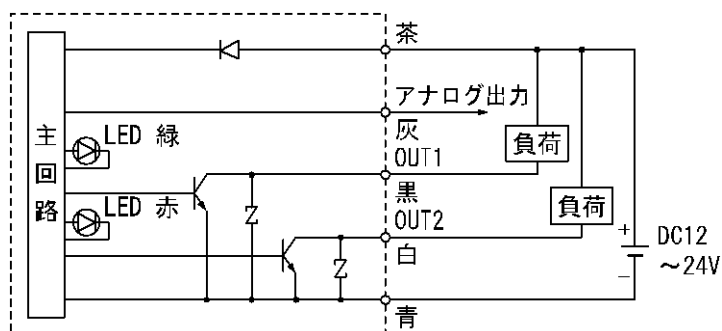 茶
アナログ出力
灰
LED 緑
OUT1
負荷
主回路
黒
LED 赤
OUT2
負荷
白
DC12
～24V
+
−
青